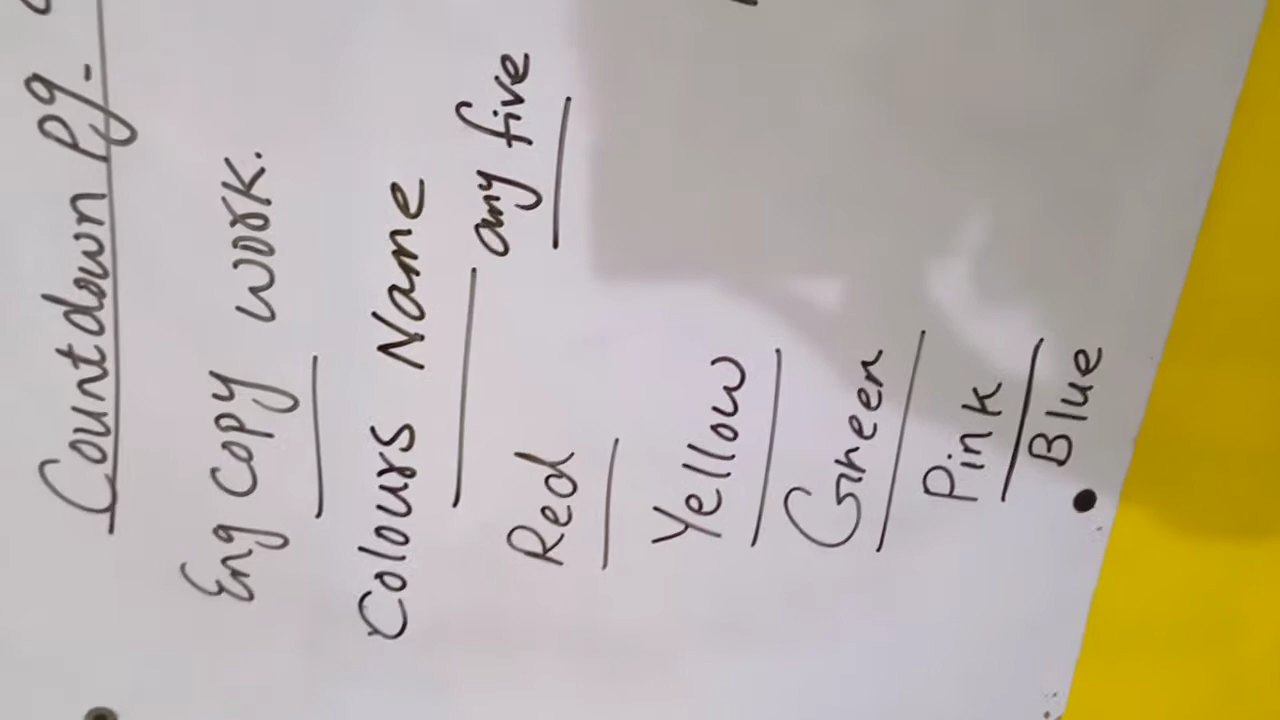 Countdown Pg-
Eng Copy work.
Colours Name
any five
Red
Yellow
Green
Pink
Blue